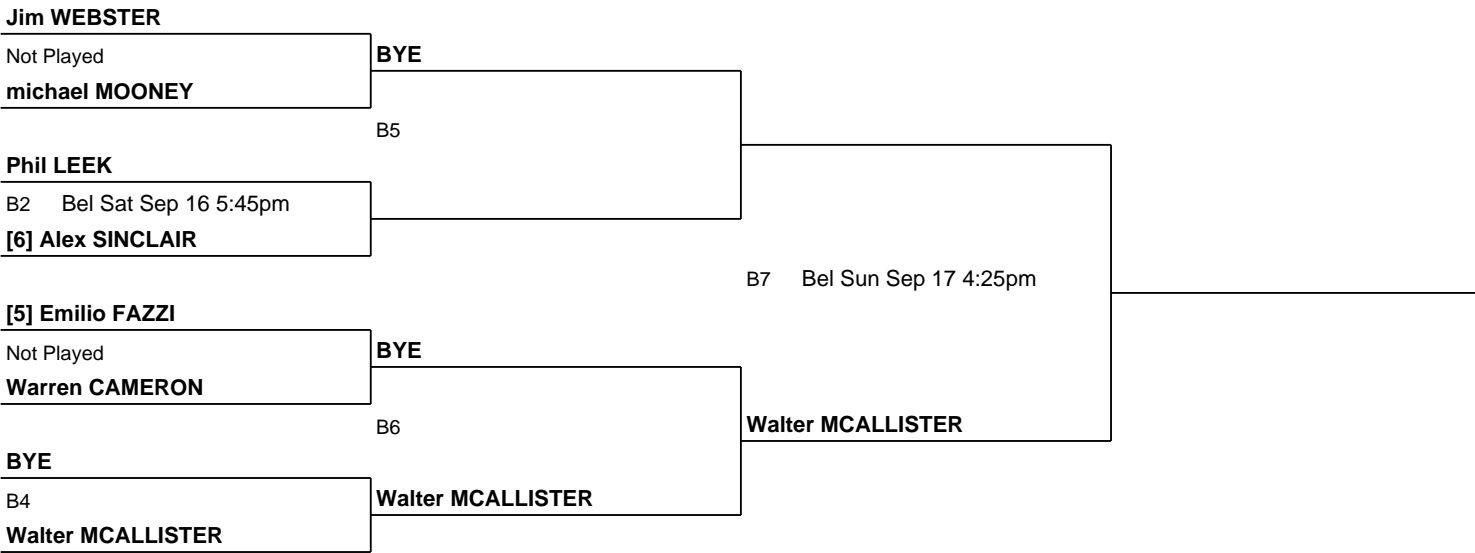 Jim WEBSTER
Not Played
BYE
michael MOONEY
B5
Phil LEEK
B2 Bel Sat Sep 16 5:45pm
[6] Alex SINCLAIR
B7 Bel Sun Sep 17 4:25pm
[5] Emilio FAZZI
Not Played
BYE
Warren CAMERON
B6
Walter MCALLISTER
BYE
B4
Walter MCALLISTER
Walter MCALLISTER